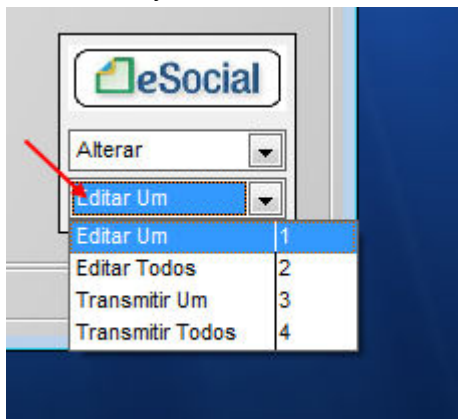 eSocial
Alterar
Editar Um
Editar Um 1
Editar Todos 2
Transmitir Um 3
Transmitir Todos 4